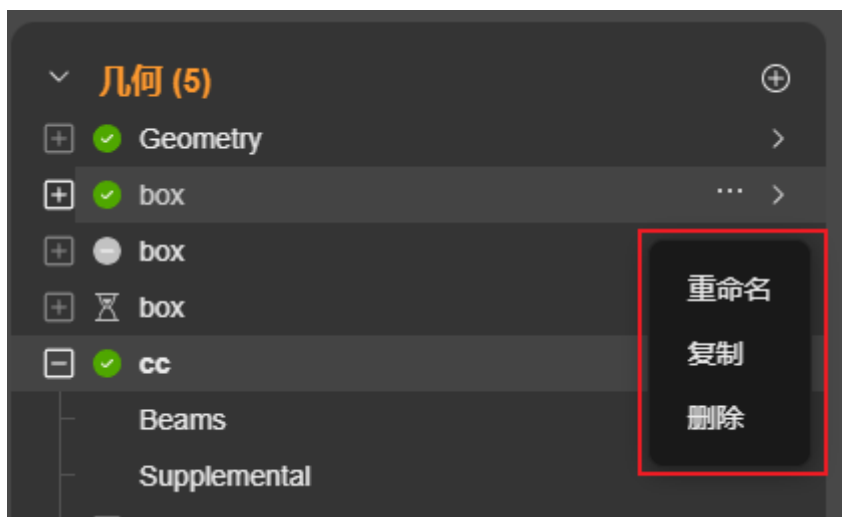 几何 (5)
Geometry
box ...
box
box
重命名
cc
复制
Beams
删除
Supplemental